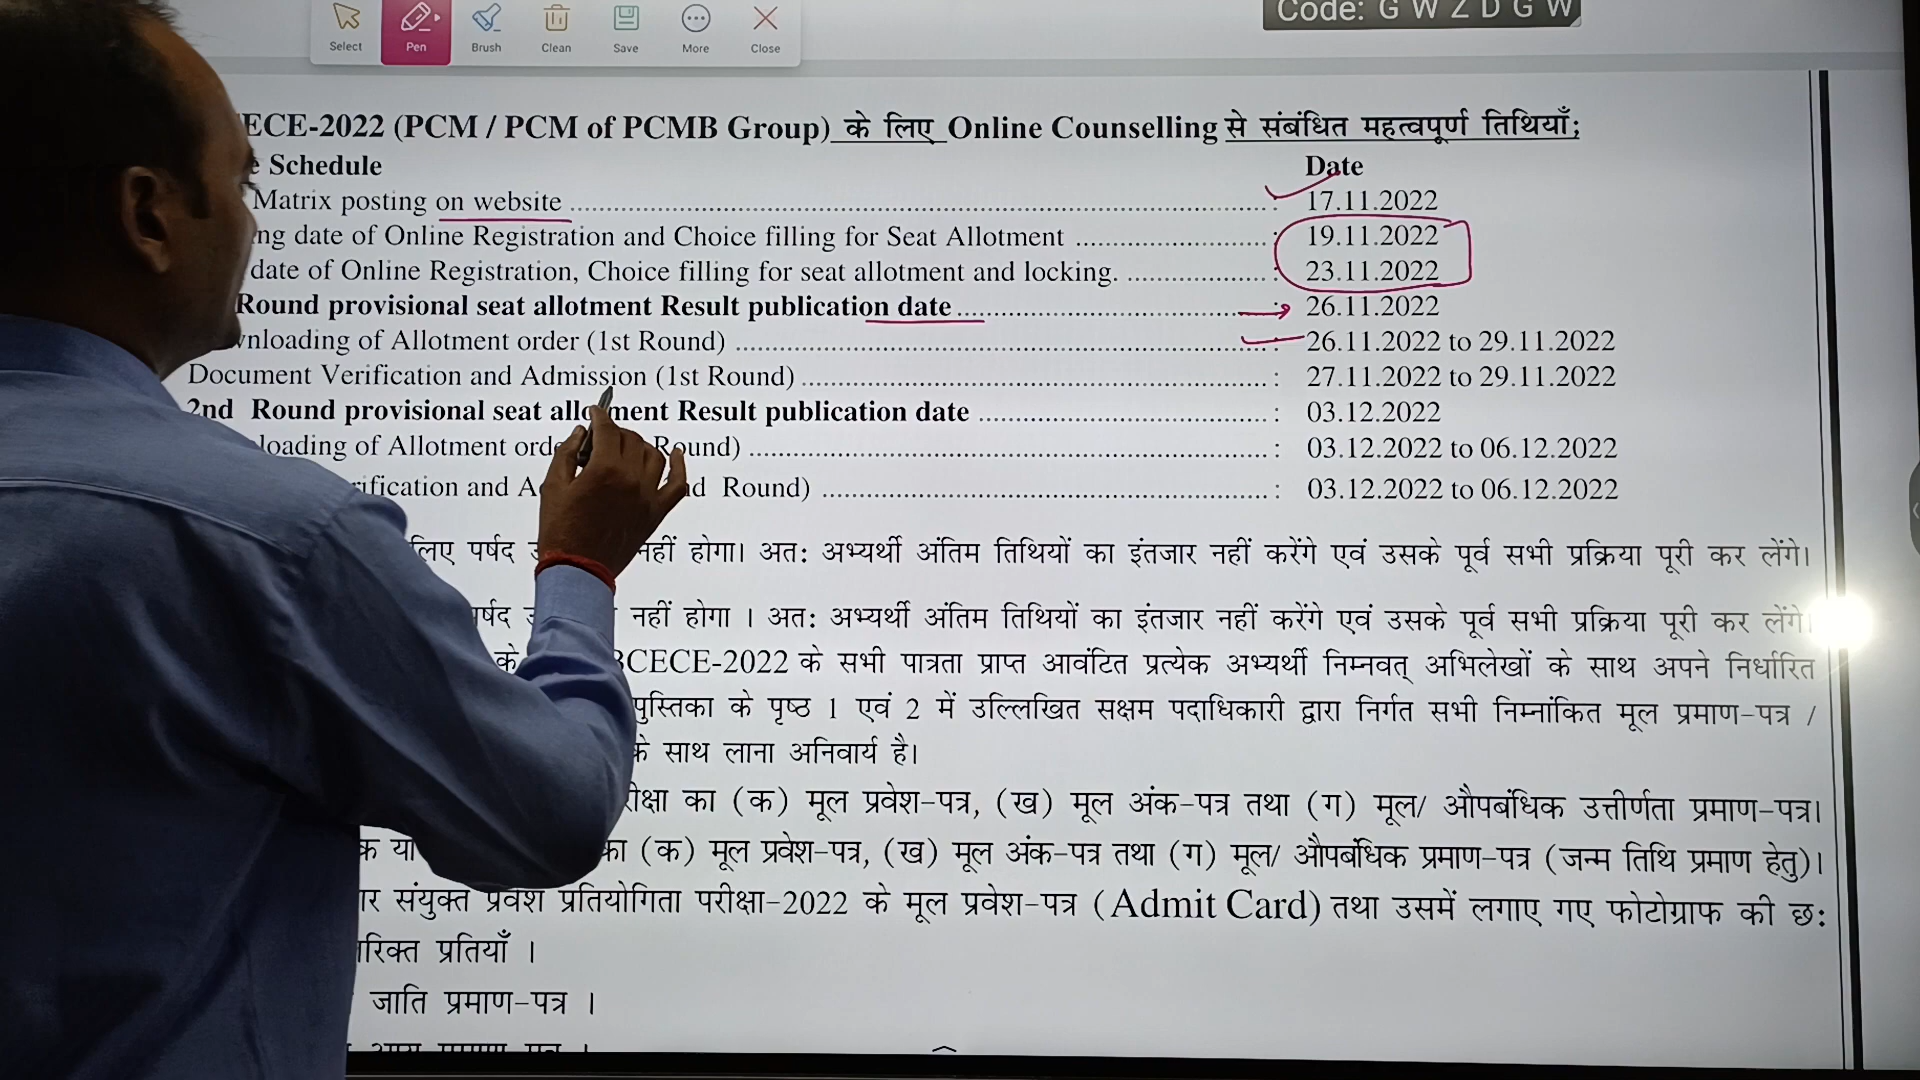 Select Pen Brush Clean Save More Close
Code: G W Z D G W
ECE-2022 (PCM / PCM of PCMB Group) के लिए Online Counselling से संबंधित महत्वपूर्ण तिथियाँ;
Schedule Date
Matrix posting on website : 17.11.2022
date of Online Registration and Choice filling for Seat Allotment : 19.11.2022
date of Online Registration, Choice filling for seat allotment and locking. : 23.11.2022
Round provisional seat allotment Result publication date : 26.11.2022
of Allotment order (1st Round) : 26.11.2022 to 29.11.2022
Document Verification and Admission (1st Round) : 27.11.2022 to 29.11.2022
2nd Round provisional seat allotment Result publication date : 03.12.2022
of Allotment Round) : 03.12.2022 to 06.12.2022
and Round) : 03.12.2022 to 06.12.2022
लिए पर्षद नहीं होगा। अत: अभ्यर्थी अंतिम तिथियों का इंतजार नहीं करेंगे एवं उसके पूर्व सभी प्रक्रिया पूरी कर लेंगे।
नहीं होगा । अत: अभ्यर्थी अंतिम तिथियों का इंतजार नहीं करेंगे एवं उसके पूर्व सभी प्रक्रिया पूरी कर लेंगे।
के BCECE-2022 के सभी पात्रता प्राप्त आवंटित प्रत्येक अभ्यर्थी निम्नवत् अभिलेखों के साथ अपने निर्धारित
पुस्तिका के पृष्ठ 1 एवं 2 में उल्लिखित सक्षम पदाधिकारी द्वारा निर्गत सभी निम्नांकित मूल प्रमाण-पत्र /
के साथ लाना अनिवार्य है।
का (क) मूल प्रवेश-पत्र, (ख) मूल अंक-पत्र तथा (ग) मूल/ औपबंधिक उत्तीर्णता प्रमाण-पत्र।
का (क) मूल प्रवेश-पत्र, (ख) मूल अंक-पत्र तथा (ग) मूल/ औपबंधिक प्रमाण-पत्र (जन्म तिथि प्रमाण हेतु)।
संयुक्त प्रवेश प्रतियोगिता परीक्षा-2022 के मूल प्रवेश-पत्र (Admit Card) तथा उसमें लगाए गए फोटोग्राफ की छ:
प्रतियाँ ।
जाति प्रमाण-पत्र ।